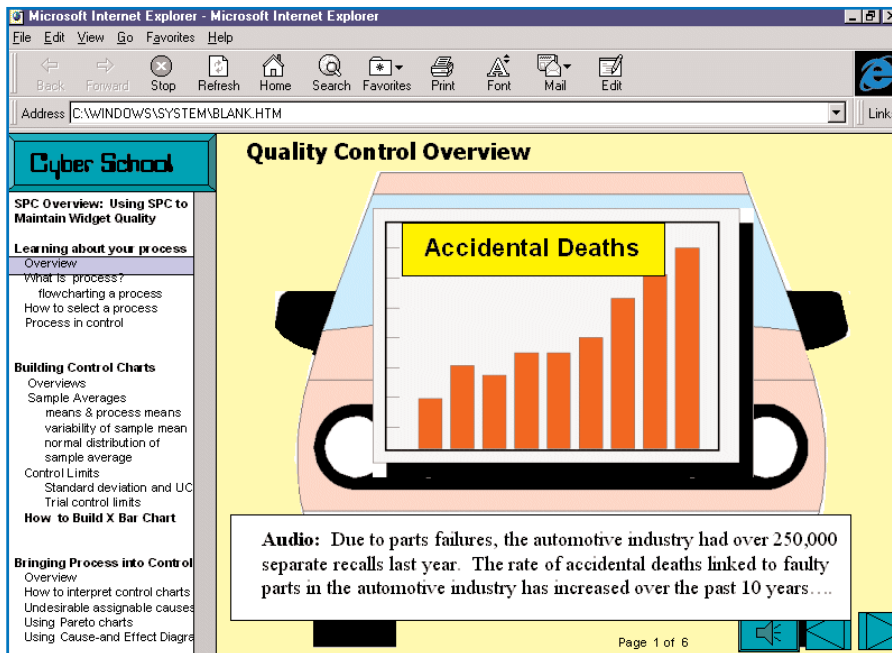 Microsoft Internet Explorer - Microsoft Internet Explorer
File Edit View Go Favorites Help
Back Forward Stop Refresh Home Search Favorites Print Font Mail Edit
Address C:\WINDOWS\SYSTEM\BLANK.HTM Link
Cyber School
SPC Overview: Using SPC to
Maintain Widget Quality
Learning about your process
Overview
What is process?
flowcharting a process
How to select a process
Process in control
Building Control Charts
Overviews
Sample Averages
means & process means
variability of sample mean
normal distribution of
sample average
Control Limits
Standard deviation and UC
Trial control limits
How to Build X Bar Chart
Bringing Process into Control
Overview
How to interpret control charts
Undesirable assignable causes
Using Pareto charts
Using Cause-and Effect Diagra
Quality Control Overview
Accidental Deaths
Audio: Due to parts failures, the automotive industry had over 250,000
separate recalls last year. The rate of accidental deaths linked to faulty
parts in the automotive industry has increased over the past 10 years....
Page 1 of 6